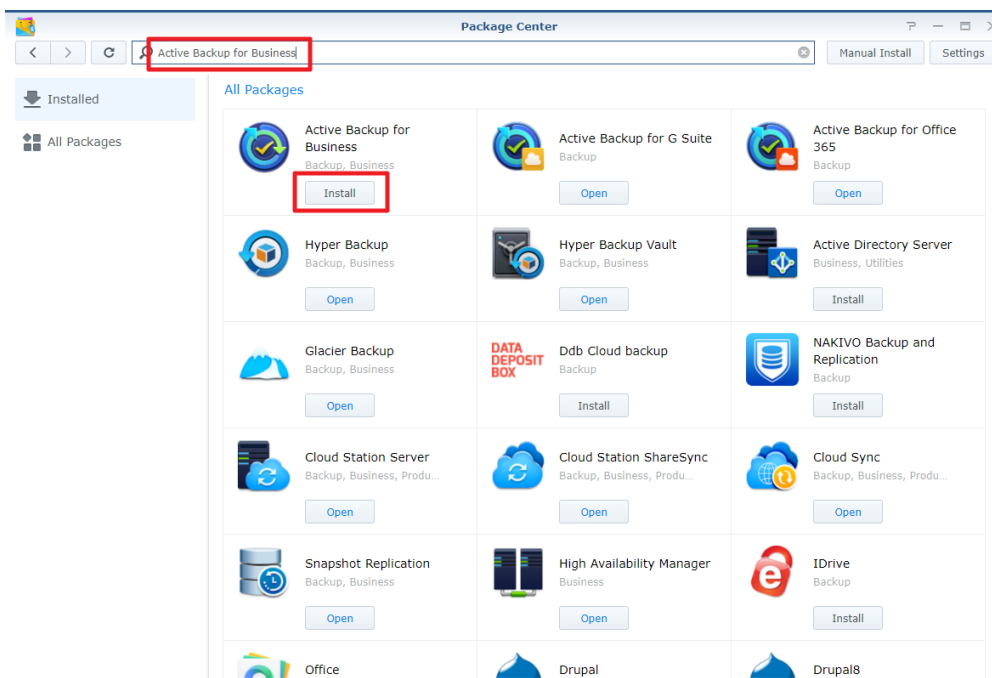 Package Center
Active Backup for Business
Manual Install
Settings
Installed
All Packages
All Packages
Active Backup for
Business
Backup, Business
Install
Active Backup for G Suite
Backup
Open
Active Backup for Office
365
Backup
Open
Hyper Backup
Backup, Business
Open
Hyper Backup Vault
Backup, Business
Open
Active Directory Server
Business, Utilities
Install
Glacier Backup
Backup, Business
Open
DATA
DEPOSIT
BOX
Ddb Cloud backup
Backup
Install
NAKIVO Backup and
Replication
Backup
Install
Cloud Station Server
Backup, Business, Produ...
Open
Cloud Station ShareSync
Backup, Business, Produ...
Open
Cloud Sync
Backup, Business, Produ...
Open
Snapshot Replication
Backup, Business
Open
High Availability Manager
Business
Open
e
IDrive
Backup
Install
Office
Drupal
Drupal8